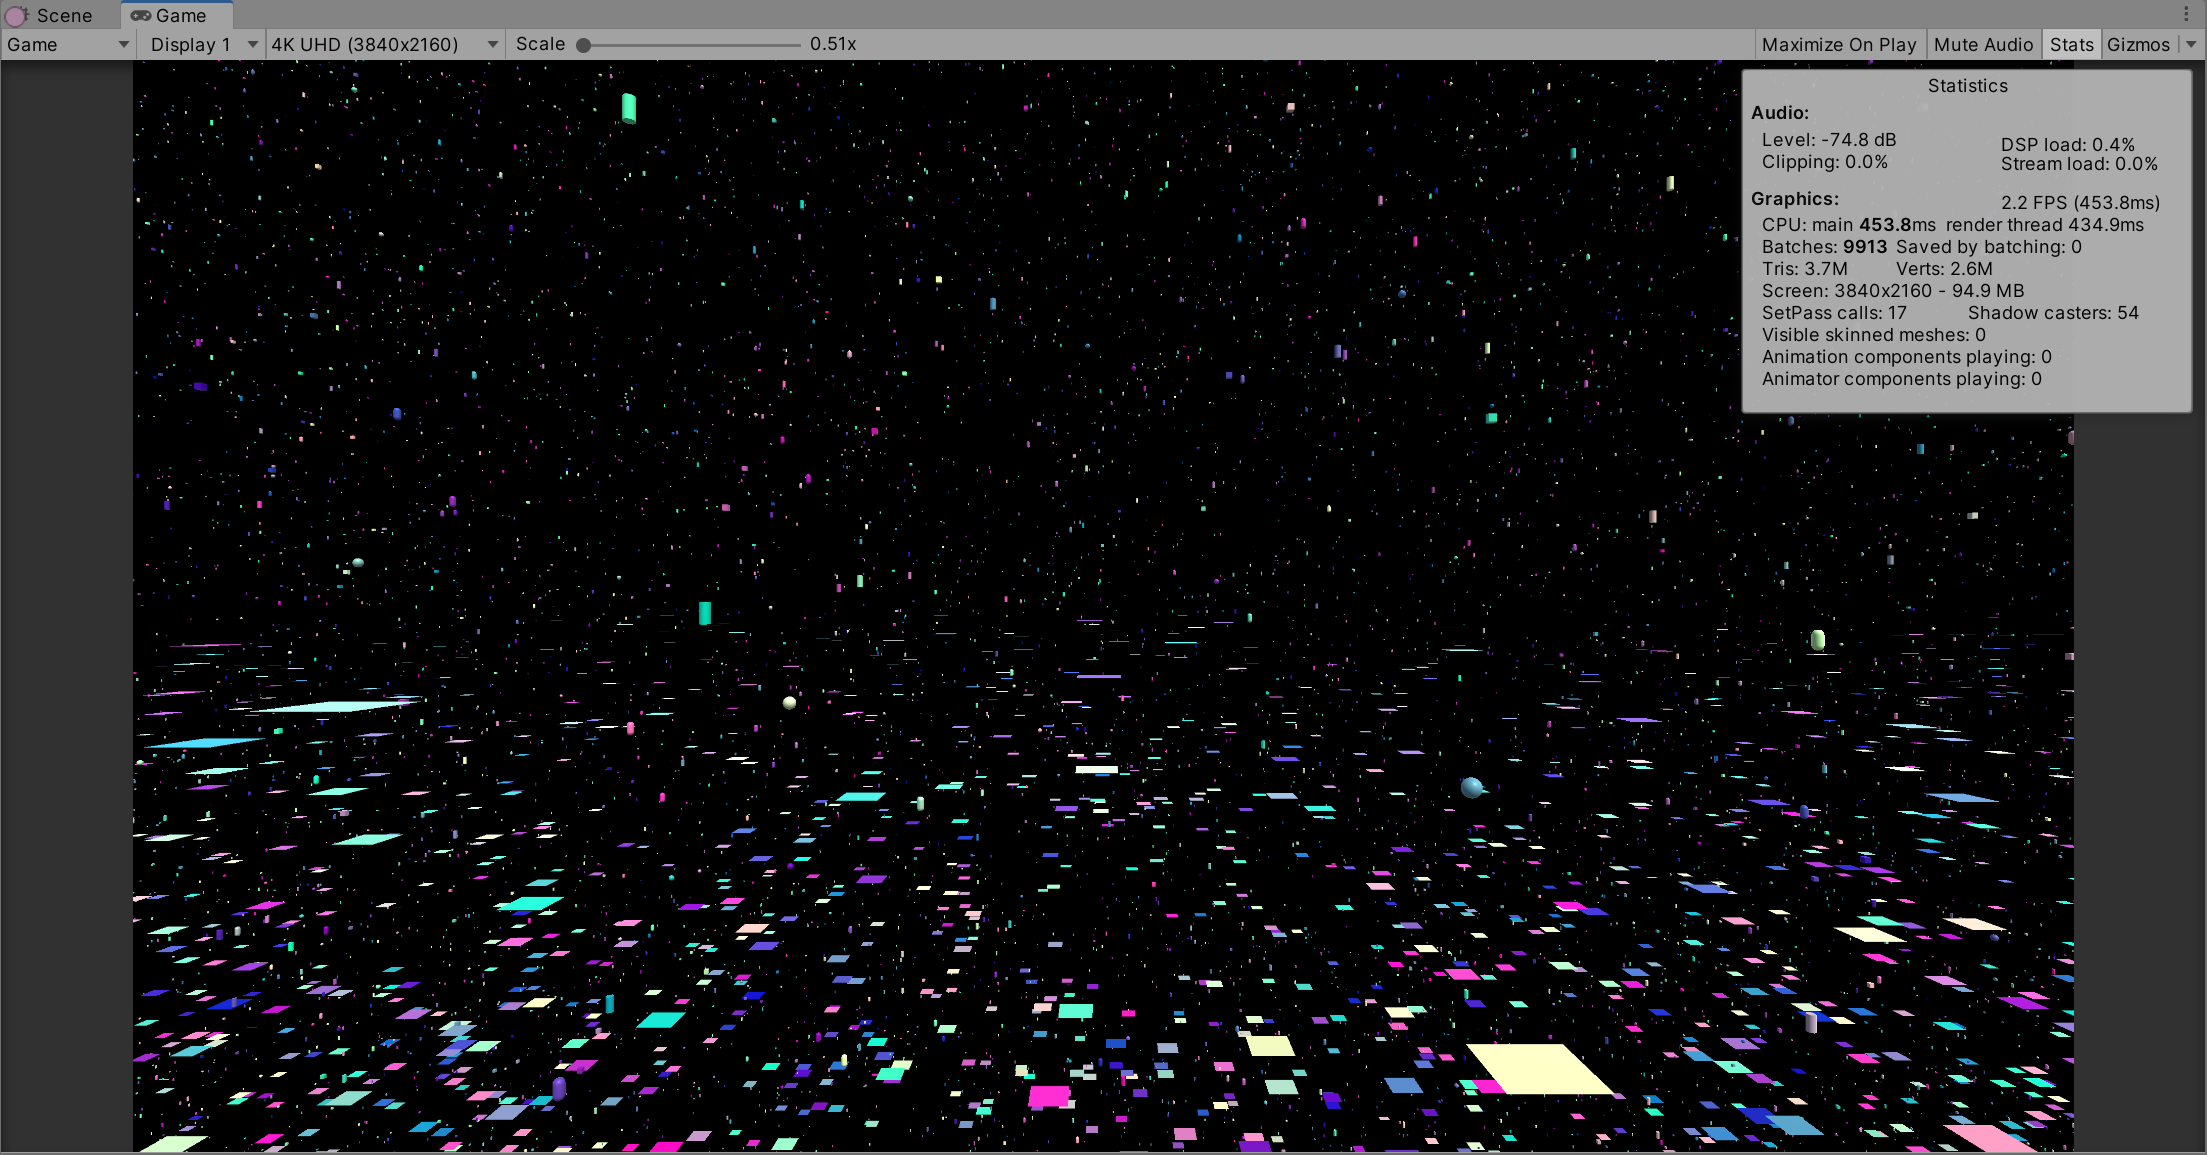 Scene Game
Game Display 1 4K UHD (3840x2160) Scale 0.51x Maximize On Play Mute Audio Stats Gizmos
Statistics
Audio:
Level: -74.8 dB DSP load: 0.4%
Clipping: 0.0% Stream load: 0.0%
Graphics: 2.2 FPS (453.8ms)
CPU: main 453.8ms render thread 434.9ms
Batches: 9913 Saved by batching: 0
Tris: 3.7M Verts: 2.6M
Screen: 3840x2160 - 94.9 MB
SetPass calls: 17 Shadow casters: 54
Visible skinned meshes: 0
Animation components playing: 0
Animator components playing: 0